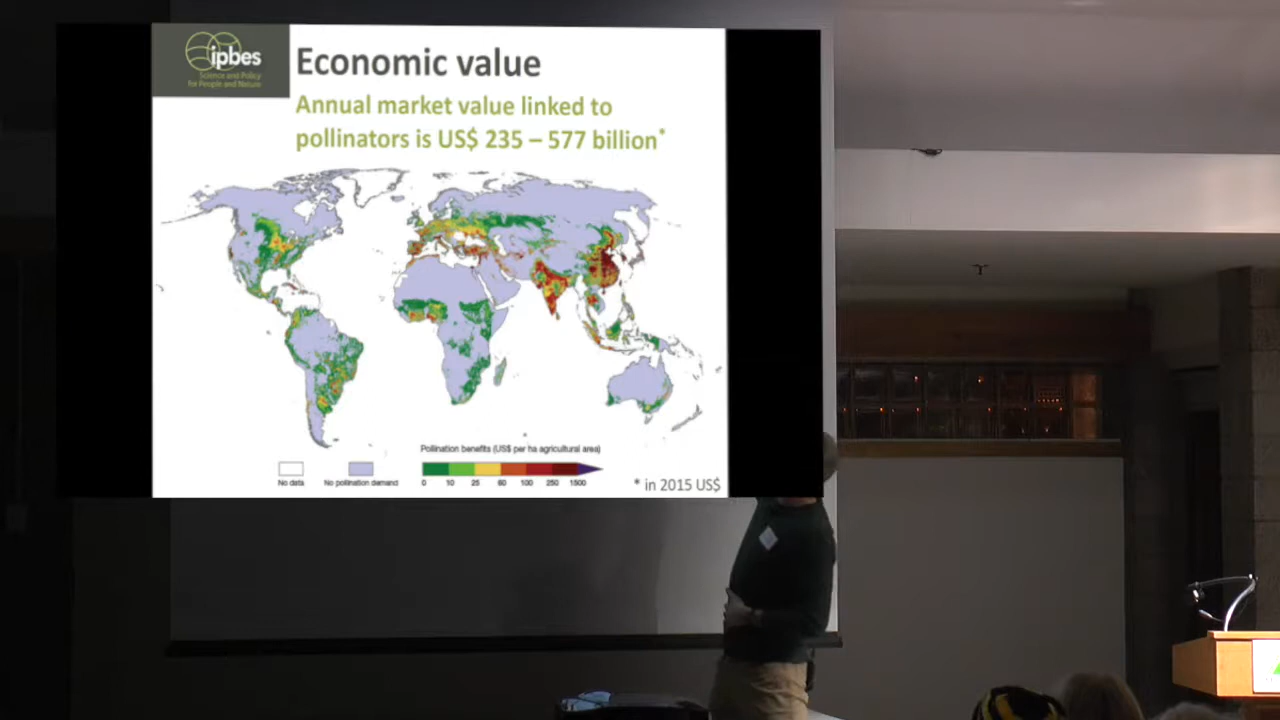 ipbes
Science and Policy
for People and Nature
Economic value
Annual market value linked to
pollinators is US$ 235 – 577 billion*
Pollination benefits (US$ per ha agricultural area)
No data
No pollination demand
0 10 25 60 100 250 1500
* in 2015 US$